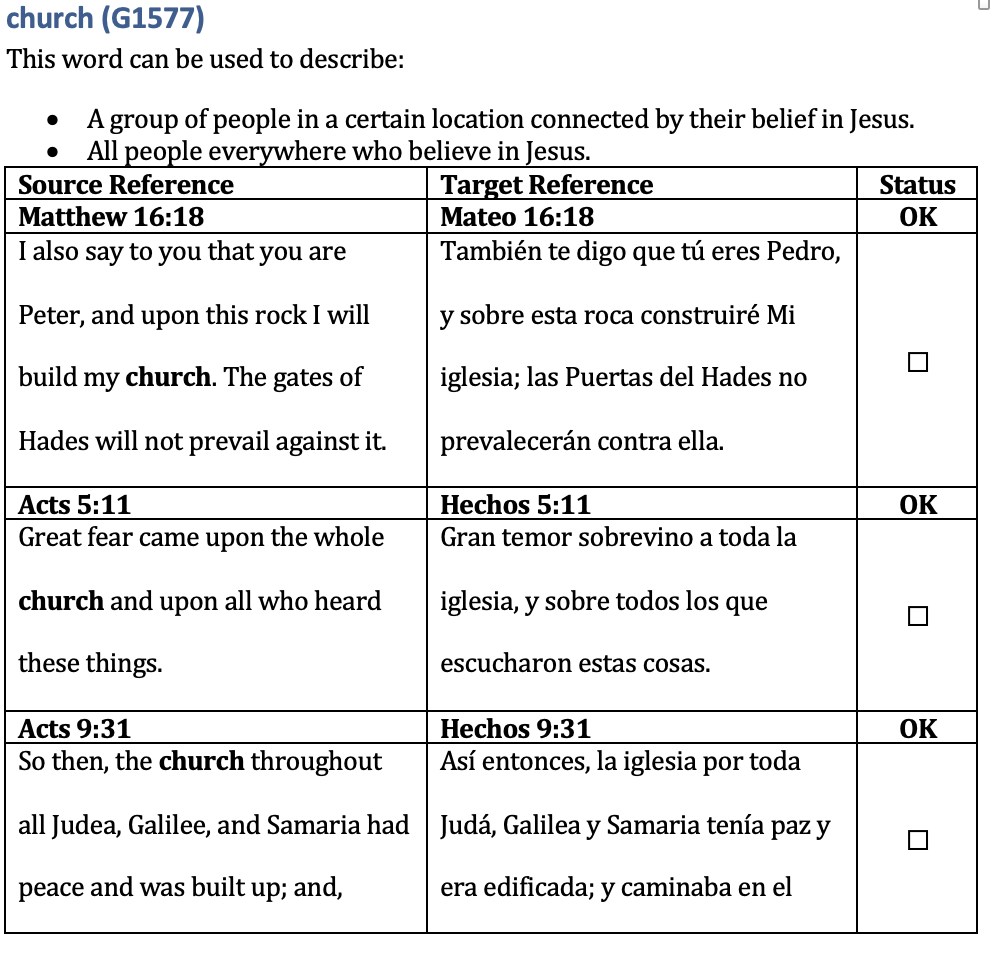 church (G1577)
This word can be used to describe:
• A group of people in a certain location connected by their belief in Jesus.
• All people everywhere who believe in Jesus.
Source Reference Target Reference Status
Matthew 16:18 Mateo 16:18 OK
I also say to you that you are
Peter, and upon this rock I will
build my church. The gates of
Hades will not prevail against it.
También te digo que tú eres Pedro,
y sobre esta roca construiré Mi
iglesia; las Puertas del Hades no
prevalecerán contra ella.
☐
Acts 5:11 Hechos 5:11 OK
Great fear came upon the whole
church and upon all who heard
these things.
Gran temor sobrevino a toda la
iglesia, y sobre todos los que
escucharon estas cosas.
☐
Acts 9:31 Hechos 9:31 OK
So then, the church throughout
all Judea, Galilee, and Samaria had
peace and was built up; and,
Así entonces, la iglesia por toda
Judá, Galilea y Samaria tenía paz y
era edificada; y caminaba en el
☐